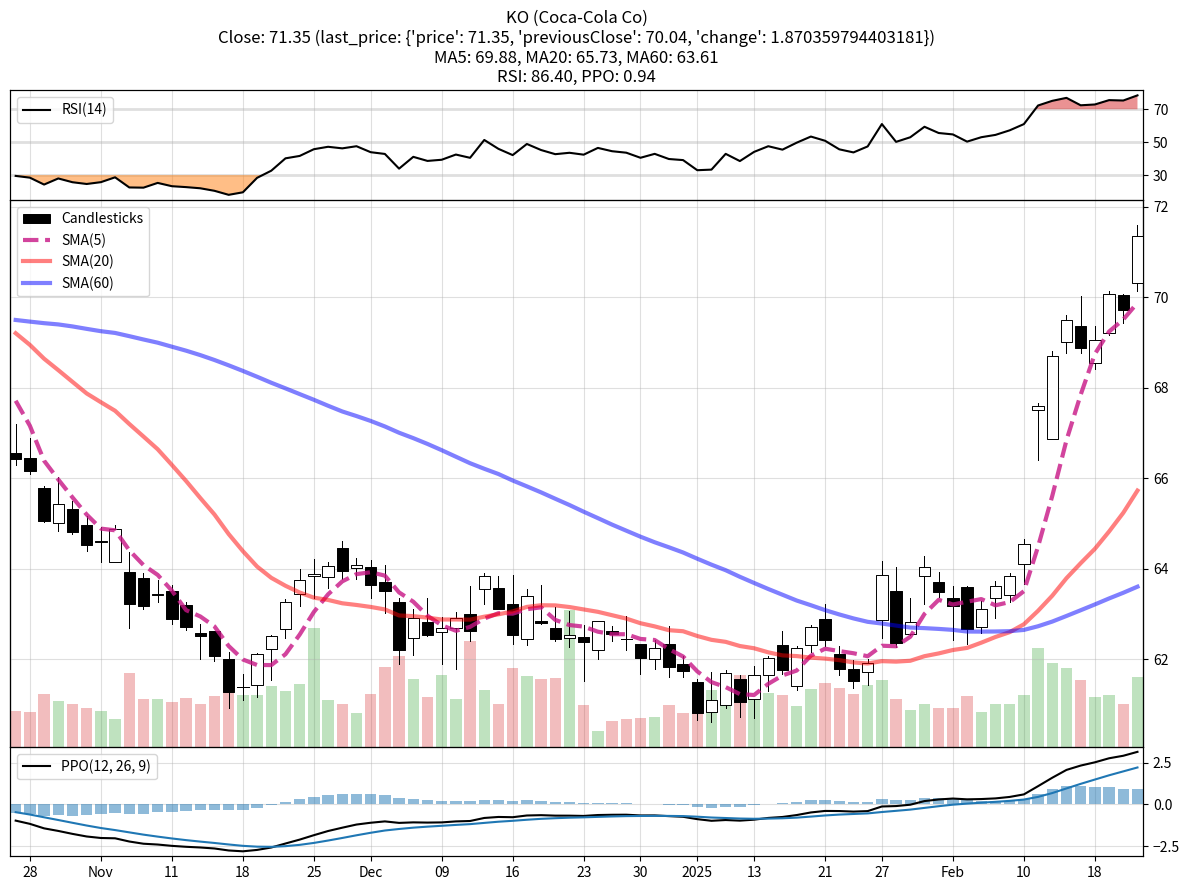 KO (Coca-Cola Co)
Close: 71.35 (last_price: {'price': 71.35, 'previousClose': 70.04, 'change': 1.870359794403181})
MA5: 69.88, MA20: 65.73, MA60: 63.61
RSI: 86.40, PPO: 0.94
RSI(14)
70
50
30
Candlesticks
SMA(5)
SMA(20)
SMA(60)
72
70
68
66
64
62
PPO(12, 26, 9)
2.5
0.0
−2.5
28 Nov 11 18 25 Dec 09 16 23 30 2025 13 21 27 Feb 10 18